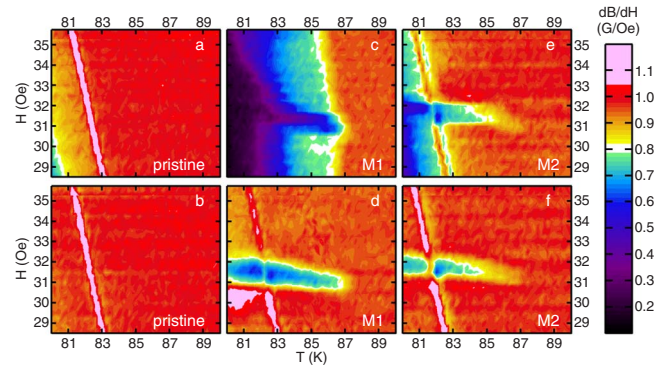 81 83 85 87 89 81 83 85 87 89 81 83 85 87 89
dB/dH
(G/Oe)
35 a c e
34
33
H (Oe)
32
31
30
29 pristine M1 M2
35 b d f
34
33
H (Oe)
32
31
30
29 pristine M1 M2
81 83 85 87 89 81 83 85 87 89 81 83 85 87 89
T (K)
1.1
1.0
0.9
0.8
0.7
0.6
0.5
0.4
0.3
0.2